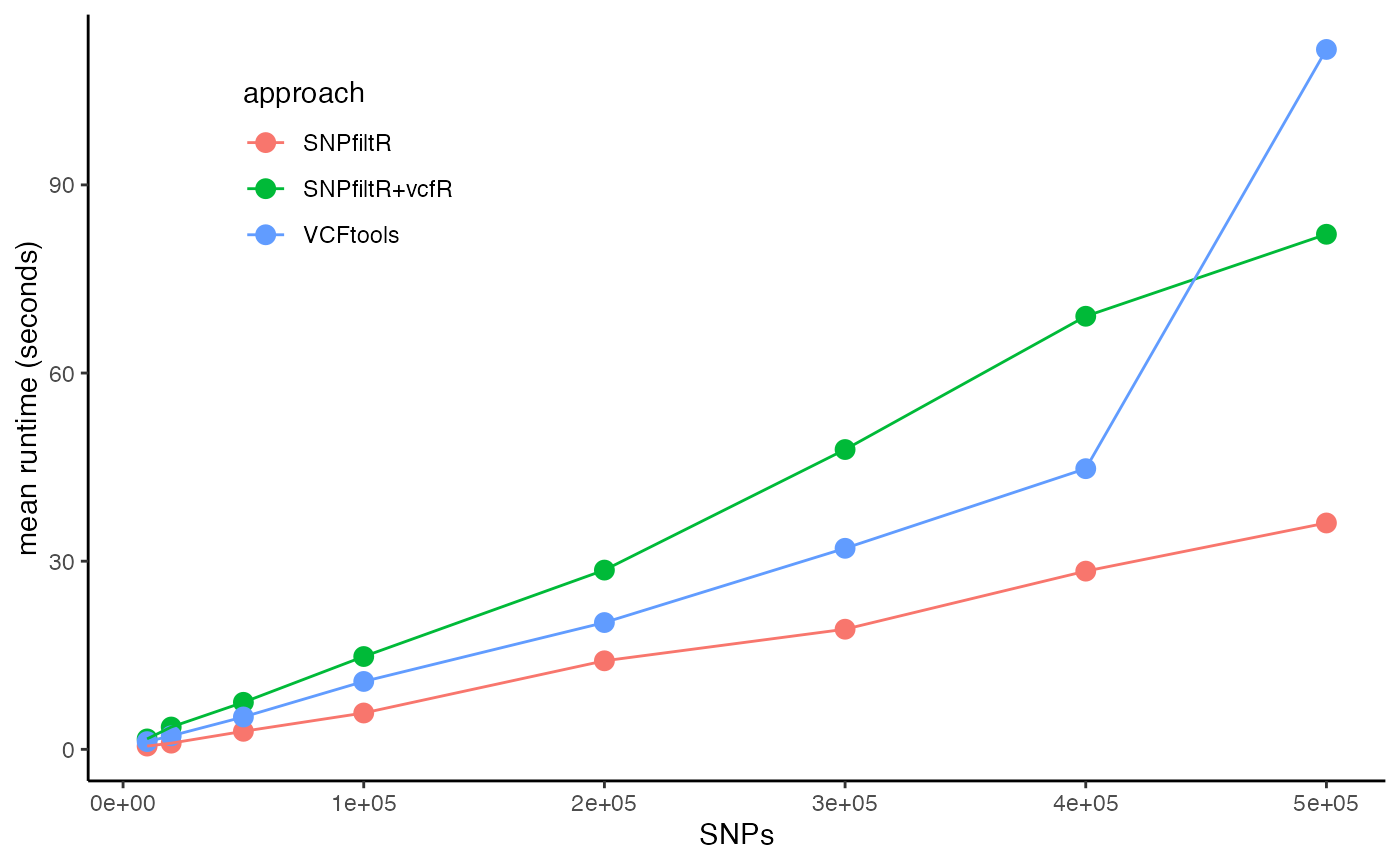 approach
SNPfiltR
SNPfiltR+vcfR
VCFtools
mean runtime (seconds)
90
60
30
0
0e+00 1e+05 2e+05 3e+05 4e+05 5e+05
SNPs